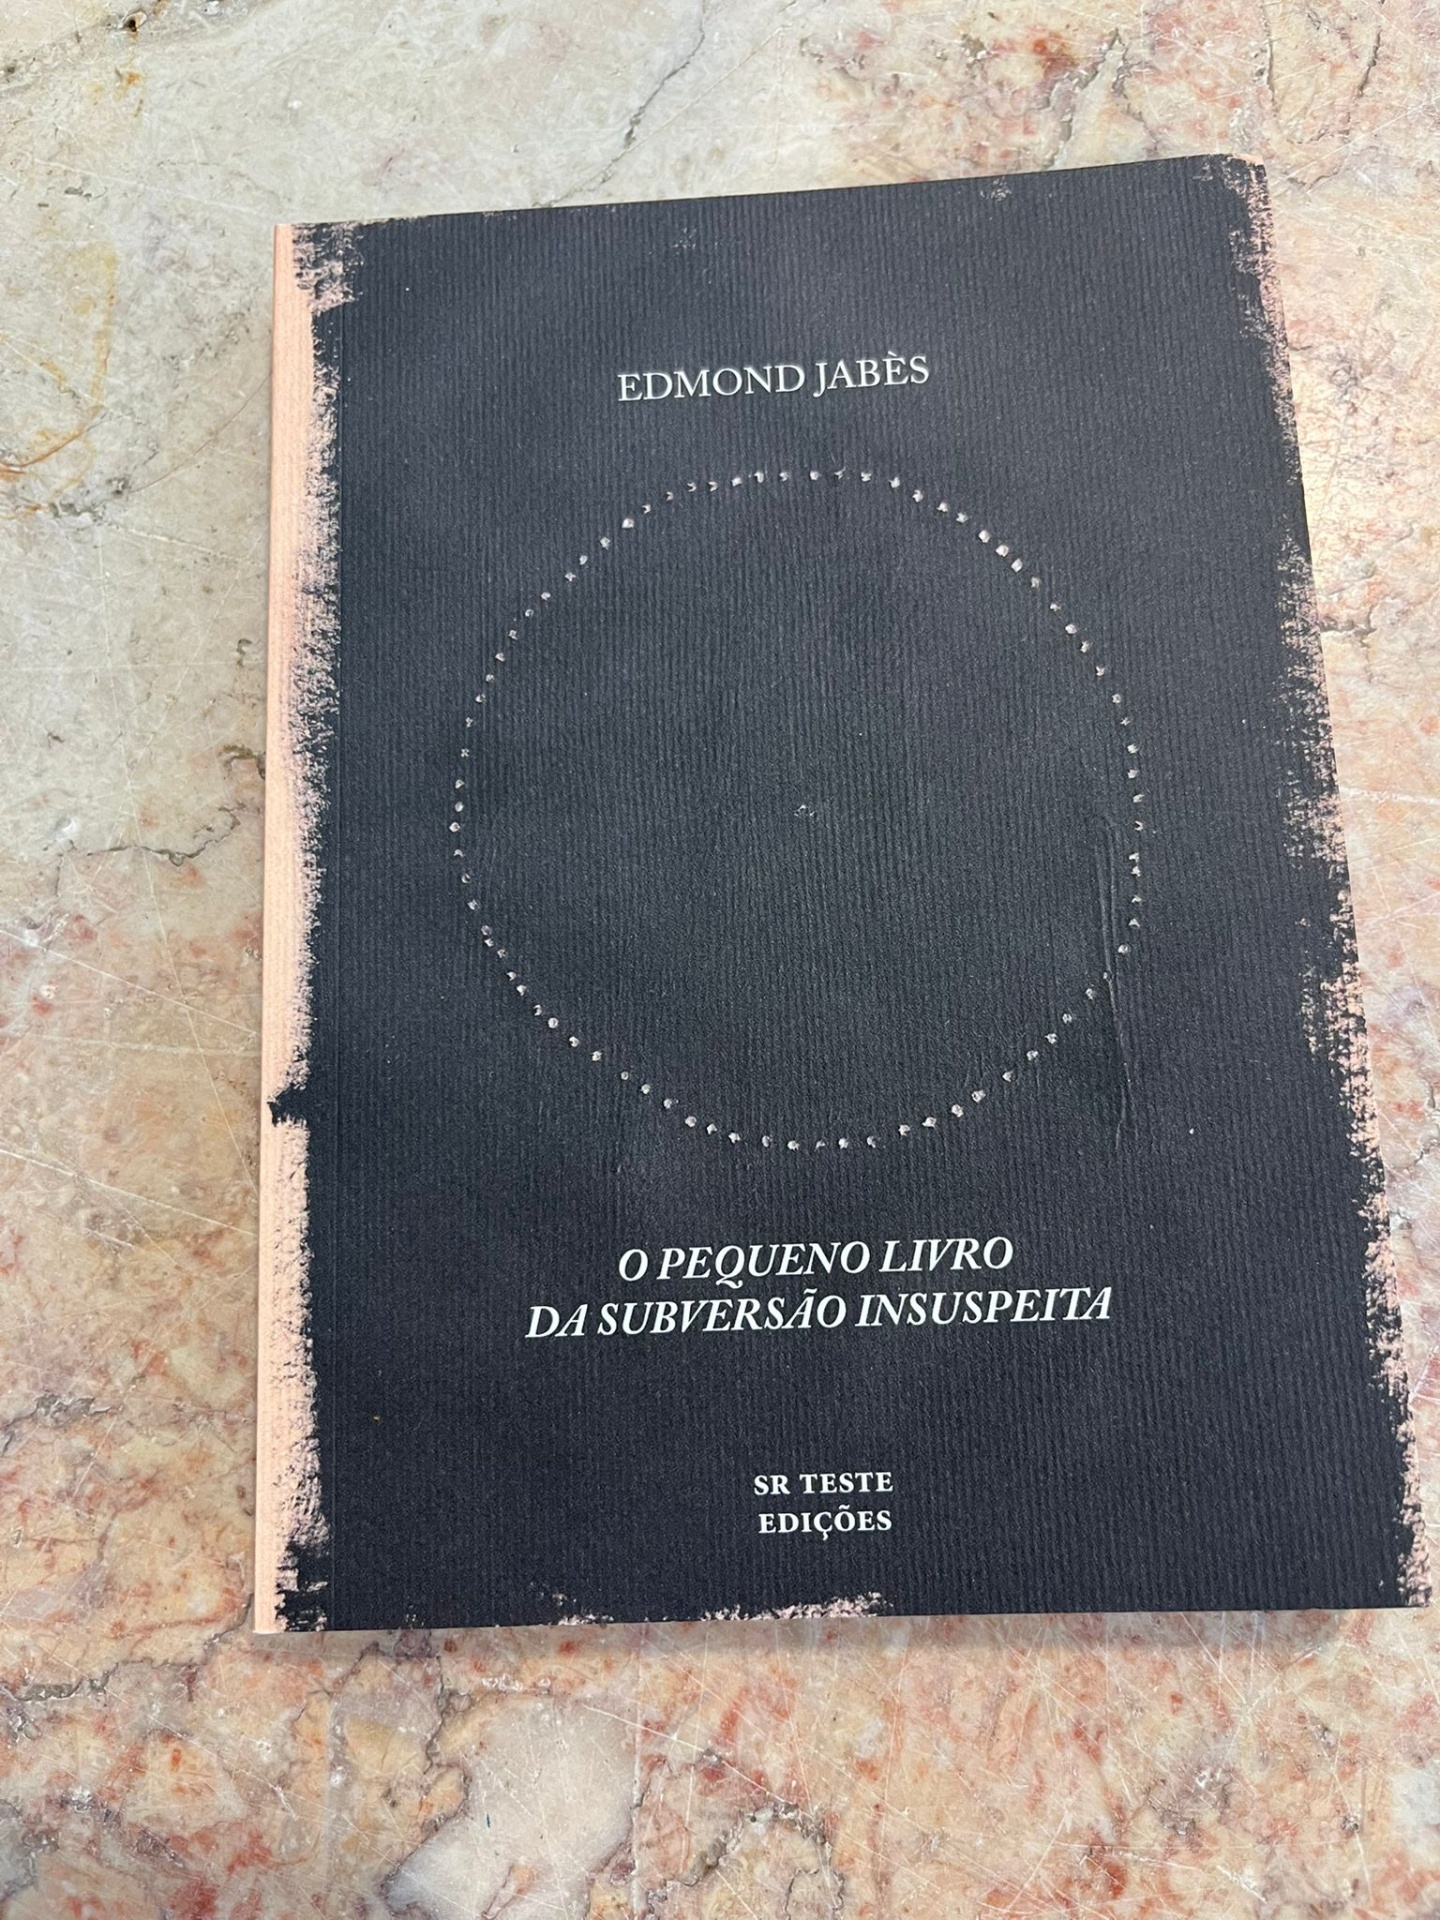 EDMOND JABÈS
O PEQUENO LIVRO
DA SUBVERSÃO INSUSPEITA
SR TESTE
EDIÇÕES